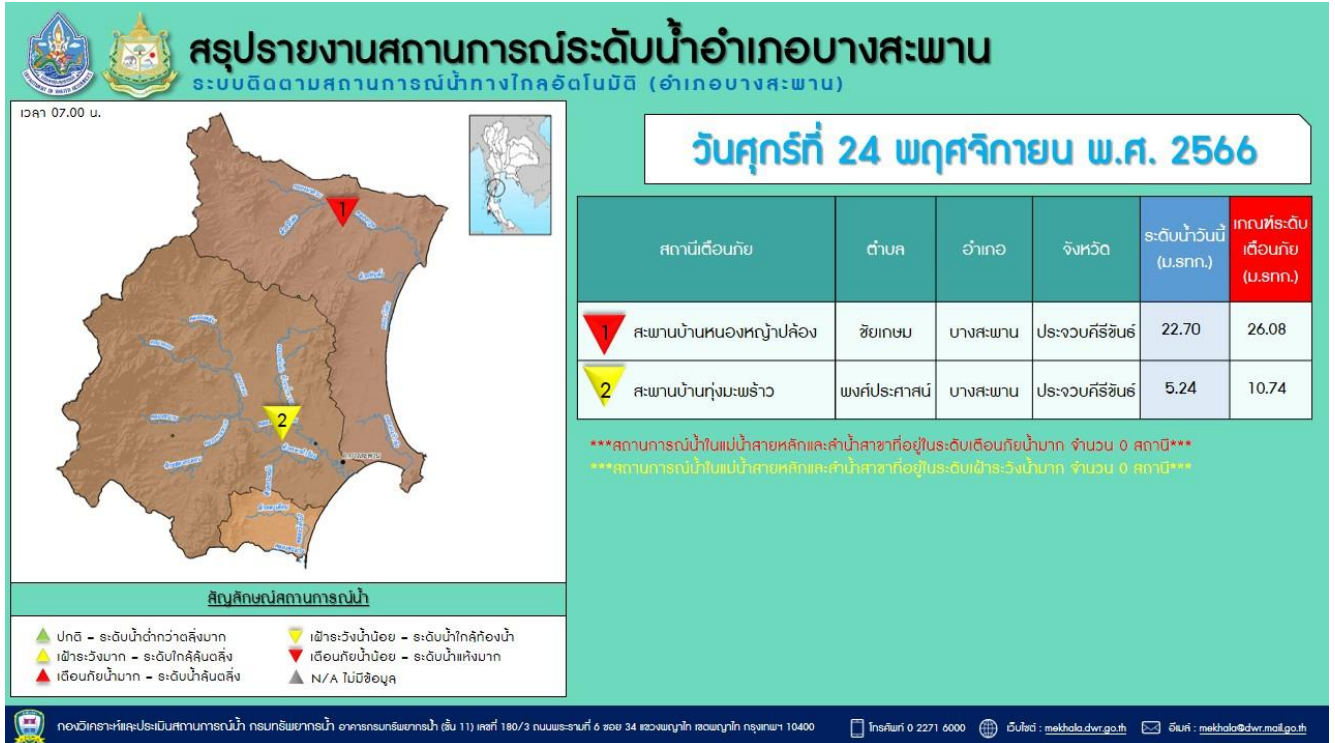 สรุปรายงานสถานการณ์ระดับน้ำอำเภอบางสะพาน
ระบบติดตามสถานการณ์น้ำทางไกลอัตโนมัติ (อำเภอบางสะพาน)
เวลา 07.00 น.
วันศุกร์ที่ 24 พฤศจิกายน พ.ศ. 2566
สถานีเตือนภัย ตำบล อำเภอ จังหวัด ระดับน้ำวันนี้ (ม.รทก.) เกณฑ์ระดับเตือนภัย (ม.รทก.)
1 สะพานบ้านหนองหญ้าปล้อง ชัยเกษม บางสะพาน ประจวบคีรีขันธ์ 22.70 26.08
2 สะพานบ้านทุ่งมะพร้าว พงศ์ประศาสน์ บางสะพาน ประจวบคีรีขันธ์ 5.24 10.74
***สถานการณ์น้ำในแม่น้ำสายหลักและลำน้ำสาขาที่อยู่ในระดับเตือนภัยน้ำมาก จำนวน 0 สถานี***
***สถานการณ์น้ำในแม่น้ำสายหลักและลำน้ำสาขาที่อยู่ในระดับเฝ้าระวังน้ำมาก จำนวน 0 สถานี***
1
2
สัญลักษณ์สถานการณ์น้ำ
ปกติ - ระดับน้ำต่ำกว่าตลิ่งมาก
เฝ้าระวังมาก - ระดับใกล้ล้นตลิ่ง
เตือนภัยน้ำมาก - ระดับน้ำล้นตลิ่ง
เฝ้าระวังน้ำน้อย - ระดับน้ำใกล้ท้องน้ำ
เตือนภัยน้ำน้อย - ระดับน้ำแห้งมาก
N/A ไม่มีข้อมูล
กองวิเคราะห์และประเมินสถานการณ์น้ำ กรมทรัพยากรน้ำ อาคารกรมทรัพยากรน้ำ (ชั้น 11) เลขที่ 180/3 ถนนพระรามที่ 6 ซอย 34 แขวงพญาไท เขตพญาไท กรุงเทพฯ 10400 โทรศัพท์ 0 2271 6000 เว็บไซต์ : mekhala.dwr.go.th อีเมล์ : mekhala@dwr.mail.go.th